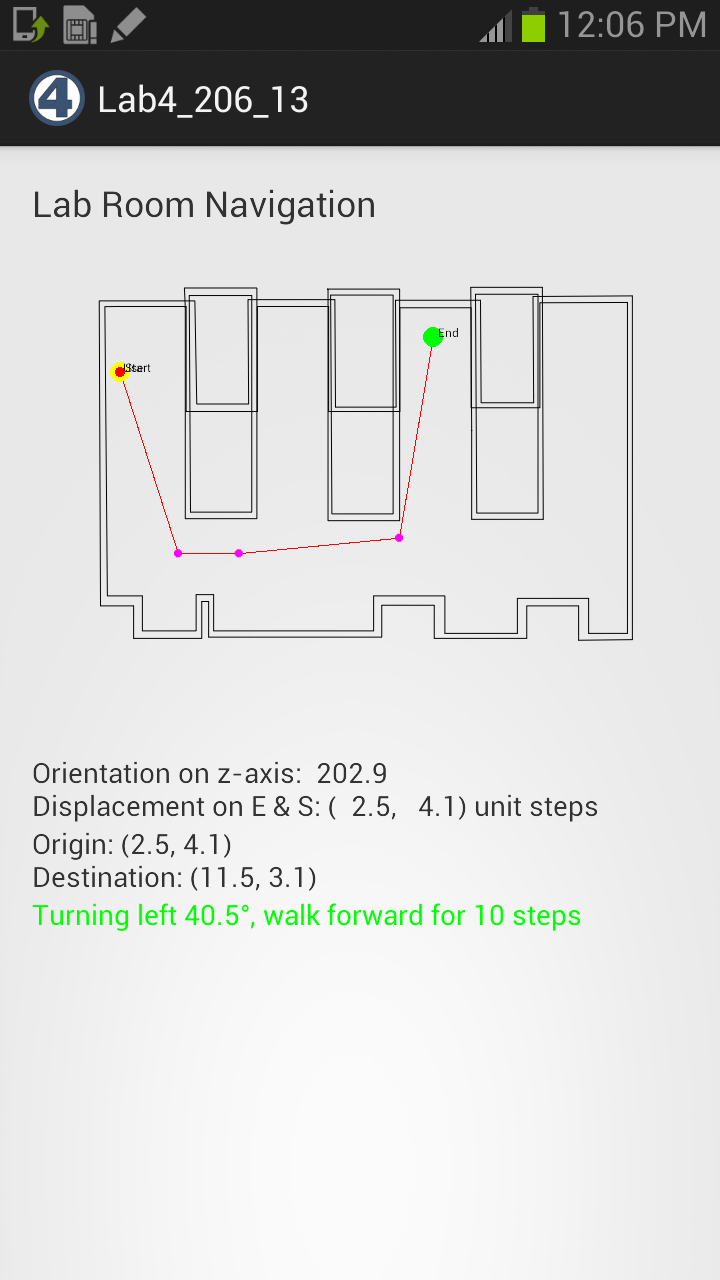 12:06 PM
4 Lab4_206_13
Lab Room Navigation
End
Start
Orientation on z-axis: 202.9
Displacement on E & S: ( 2.5, 4.1) unit steps
Origin: (2.5, 4.1)
Destination: (11.5, 3.1)
Turning left 40.5°, walk forward for 10 steps